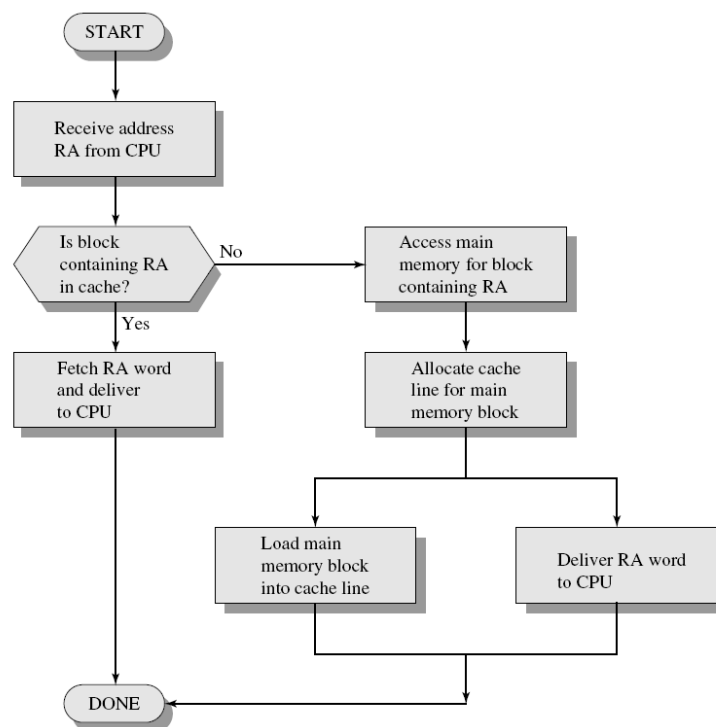 START
Receive address
RA from CPU
Is block
containing RA
in cache?
No
Access main
memory for block
containing RA
Yes
Fetch RA word
and deliver
to CPU
Allocate cache
line for main
memory block
Load main
memory block
into cache line
Deliver RA word
to CPU
DONE